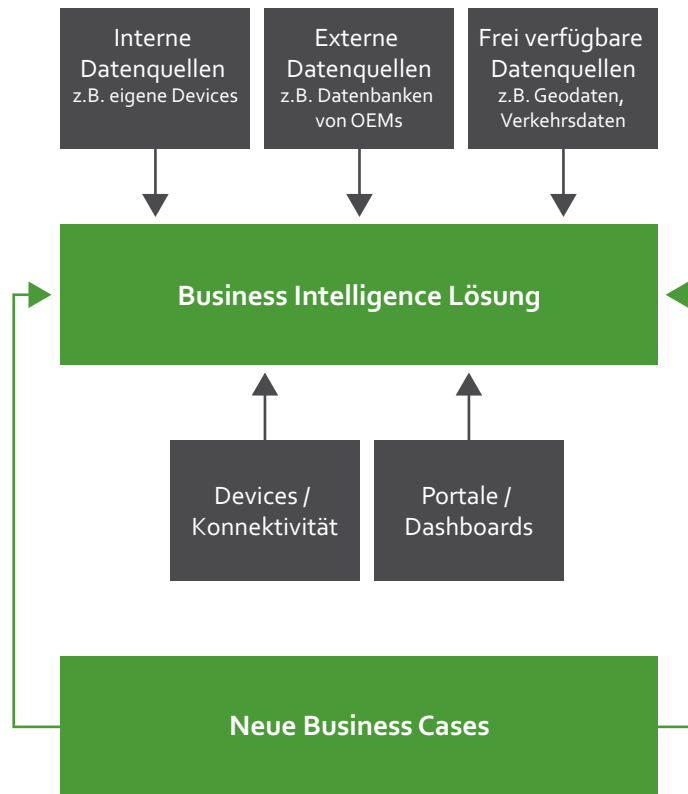 Interne
Datenquellen
z.B. eigene Devices
Externe
Datenquellen
z.B. Datenbanken
von OEMs
Frei verfügbare
Datenquellen
z.B. Geodaten,
Verkehrsdaten
Business Intelligence Lösung
Devices /
Konnektivität
Portale /
Dashboards
Neue Business Cases